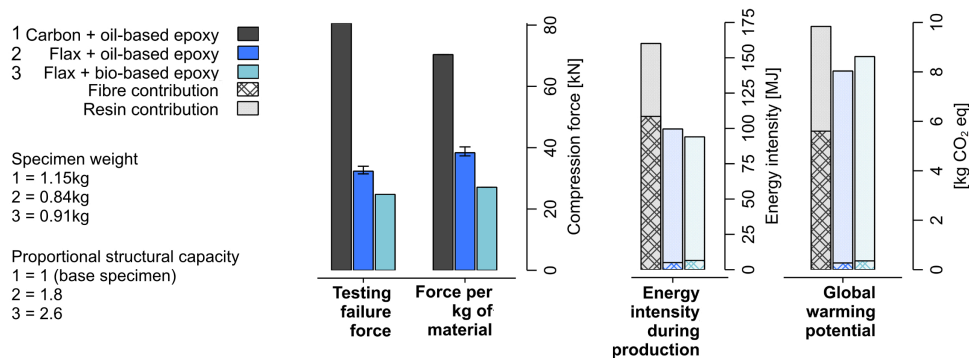 1 Carbon + oil-based epoxy
2 Flax + oil-based epoxy
3 Flax + bio-based epoxy
Fibre contribution
Resin contribution
Specimen weight
1 = 1.15kg
2 = 0.84kg
3 = 0.91kg
Proportional structural capacity
1 = 1 (base specimen)
2 = 1.8
3 = 2.6
80
60
40
20
0
Compression force [kN]
Testing
failure
force
Force per
kg of
material
175
150
125
100
75
50
25
0
Energy intensity [MJ]
Energy
intensity
during
production
10
8
6
4
2
0
[kg CO2 eq]
Global
warming
potential